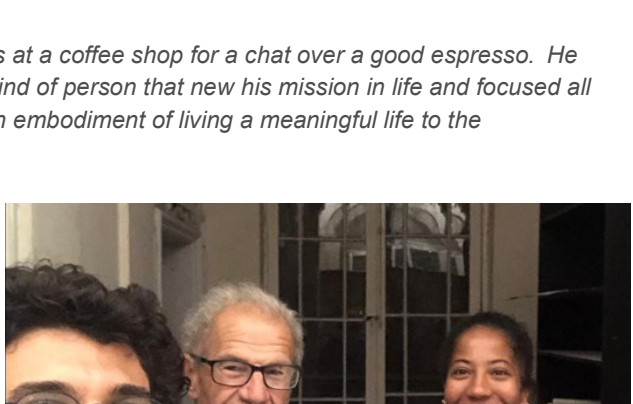 s at a coffee shop for a chat over a good espresso.  He
ind of person that new his mission in life and focused all
n embodiment of living a meaningful life to the